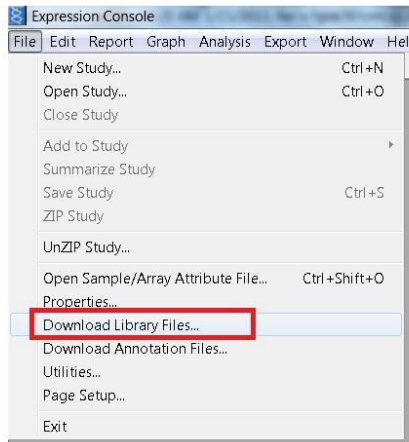 Expression Console
File Edit Report Graph Analysis Export Window Hel
New Study... Ctrl+N
Open Study... Ctrl+O
Close Study
Add to Study
Summarize Study
Save Study Ctrl+S
ZIP Study
UnZIP Study...
Open Sample/Array Attribute File... Ctrl+Shift+O
Properties...
Download Library Files...
Download Annotation Files...
Utilities...
Page Setup...
Exit